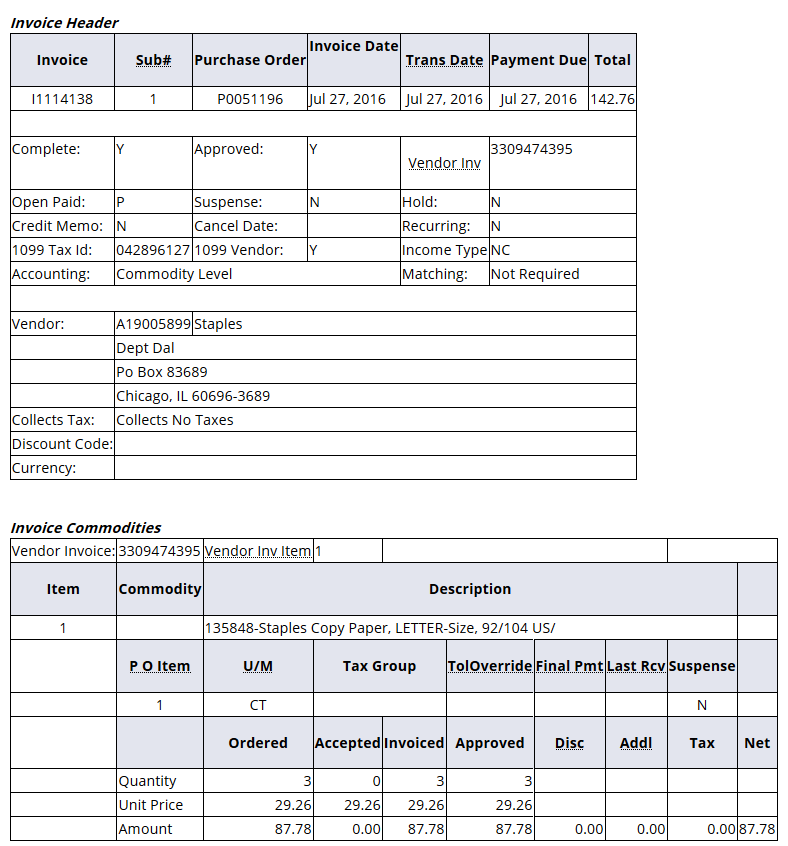 Invoice Header
Invoice Sub# Purchase Order Invoice Date Trans Date Payment Due Total
I1114138 1 P0051196 Jul 27, 2016 Jul 27, 2016 Jul 27, 2016 142.76
Complete: Y Approved: Y Vendor Inv 3309474395
Open Paid: P Suspense: N Hold: N
Credit Memo: N Cancel Date: Recurring: N
1099 Tax Id: 042896127 1099 Vendor: Y Income Type NC
Accounting: Commodity Level Matching: Not Required
Vendor: A19005899 Staples
Dept Dal
Po Box 83689
Chicago, IL 60696-3689
Collects Tax: Collects No Taxes
Discount Code:
Currency:
Invoice Commodities
Vendor Invoice: 3309474395 Vendor Inv Item 1
Item Commodity Description
1 135848-Staples Copy Paper, LETTER-Size, 92/104 US/
P O Item U/M Tax Group TolOverride Final Pmt Last Rcv Suspense
1 CT N
Ordered Accepted Invoiced Approved Disc Addl Tax Net
Quantity 3 0 3 3
Unit Price 29.26 29.26 29.26 29.26
Amount 87.78 0.00 87.78 87.78 0.00 0.00 0.00 87.78